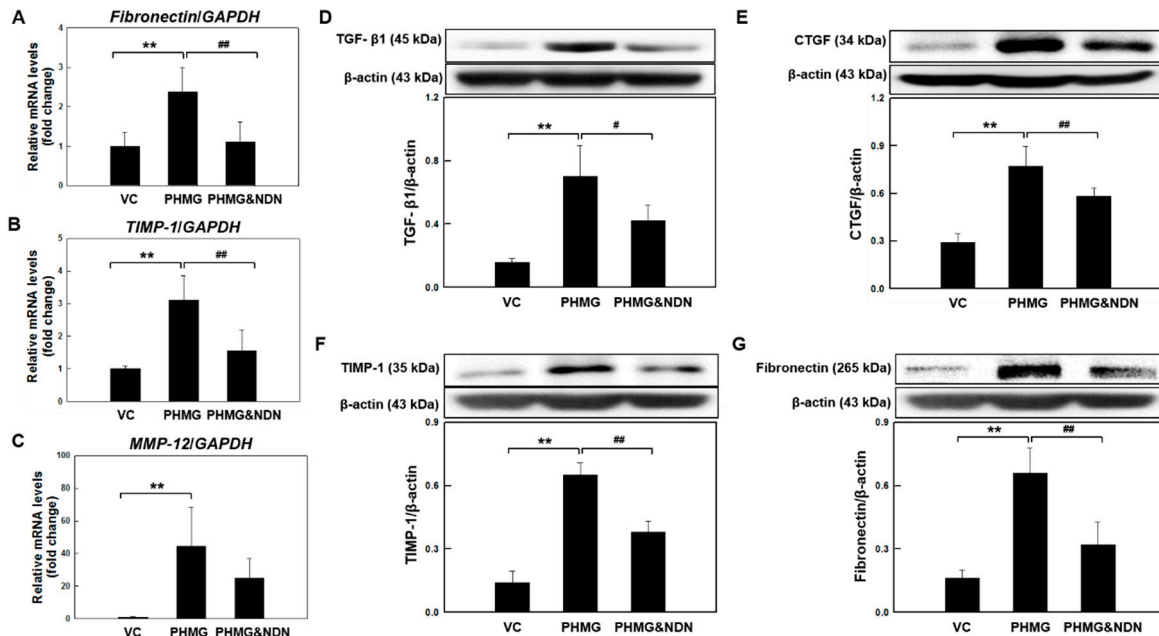 A
Fibronectin/GAPDH
Relative mRNA levels
(fold change)
5
4
3
2
1
0
**
##
VC PHMG PHMG&NDN
B
TIMP-1/GAPDH
Relative mRNA levels
(fold change)
5
4
3
2
1
0
**
##
VC PHMG PHMG&NDN
C
MMP-12/GAPDH
Relative mRNA levels
(fold change)
100
80
60
40
20
0
**
VC PHMG PHMG&NDN
D
TGF- β1 (45 kDa)
β-actin (43 kDa)
TGF- β1/β-actin
1.2
0.8
0.4
0.0
**
#
VC PHMG PHMG&NDN
E
CTGF (34 kDa)
β-actin (43 kDa)
CTGF/β-actin
1.2
0.9
0.6
0.3
0.0
**
##
VC PHMG PHMG&NDN
F
TIMP-1 (35 kDa)
β-actin (43 kDa)
TIMP-1/β-actin
0.9
0.6
0.3
0.0
**
##
VC PHMG PHMG&NDN
G
Fibronectin (265 kDa)
β-actin (43 kDa)
Fibronectin/β-actin
0.9
0.6
0.3
0.0
**
##
VC PHMG PHMG&NDN